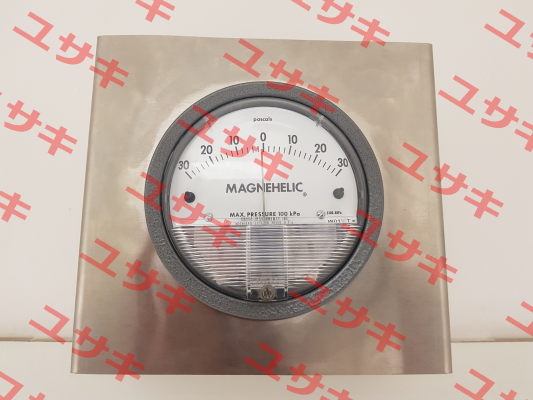 pascals
30 20 10 0 10 20 30
MAGNEHELIC®
MAX. PRESSURE 100 kPa
ユサキ